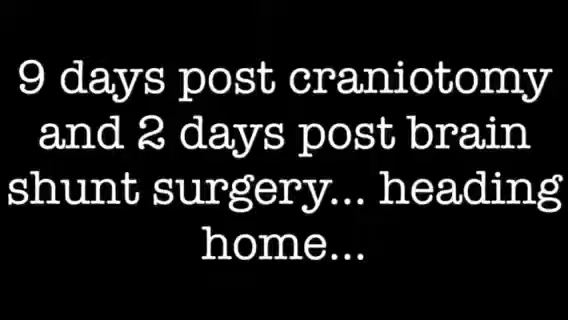 9 days post craniotomy
and 2 days post brain
shunt surgery... heading
home...